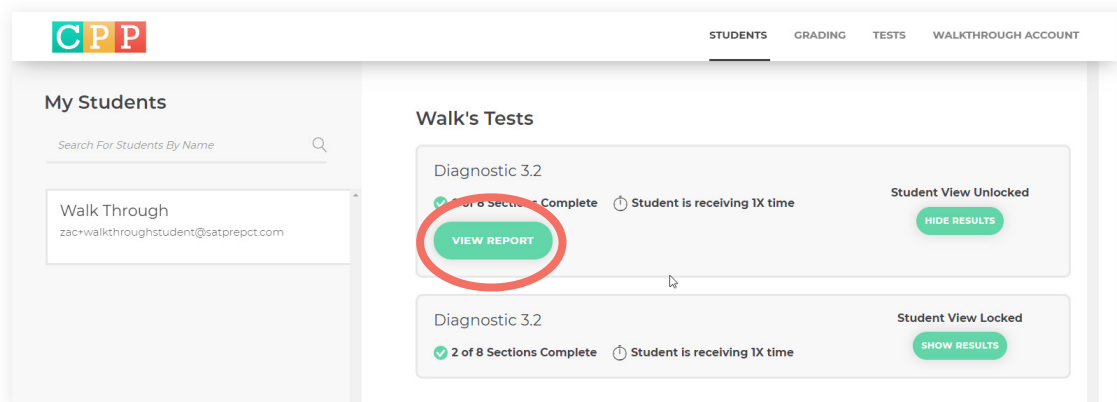 CPP
STUDENTS GRADING TESTS WALKTHROUGH ACCOUNT
My Students
Search For Students By Name
Walk Through
zac+walkthroughstudent@satprepct.com
Walk's Tests
Diagnostic 3.2
of 8 Sections Complete Student is receiving 1X time
VIEW REPORT
Student View Unlocked
HIDE RESULTS
Diagnostic 3.2
2 of 8 Sections Complete Student is receiving 1X time
Student View Locked
SHOW RESULTS